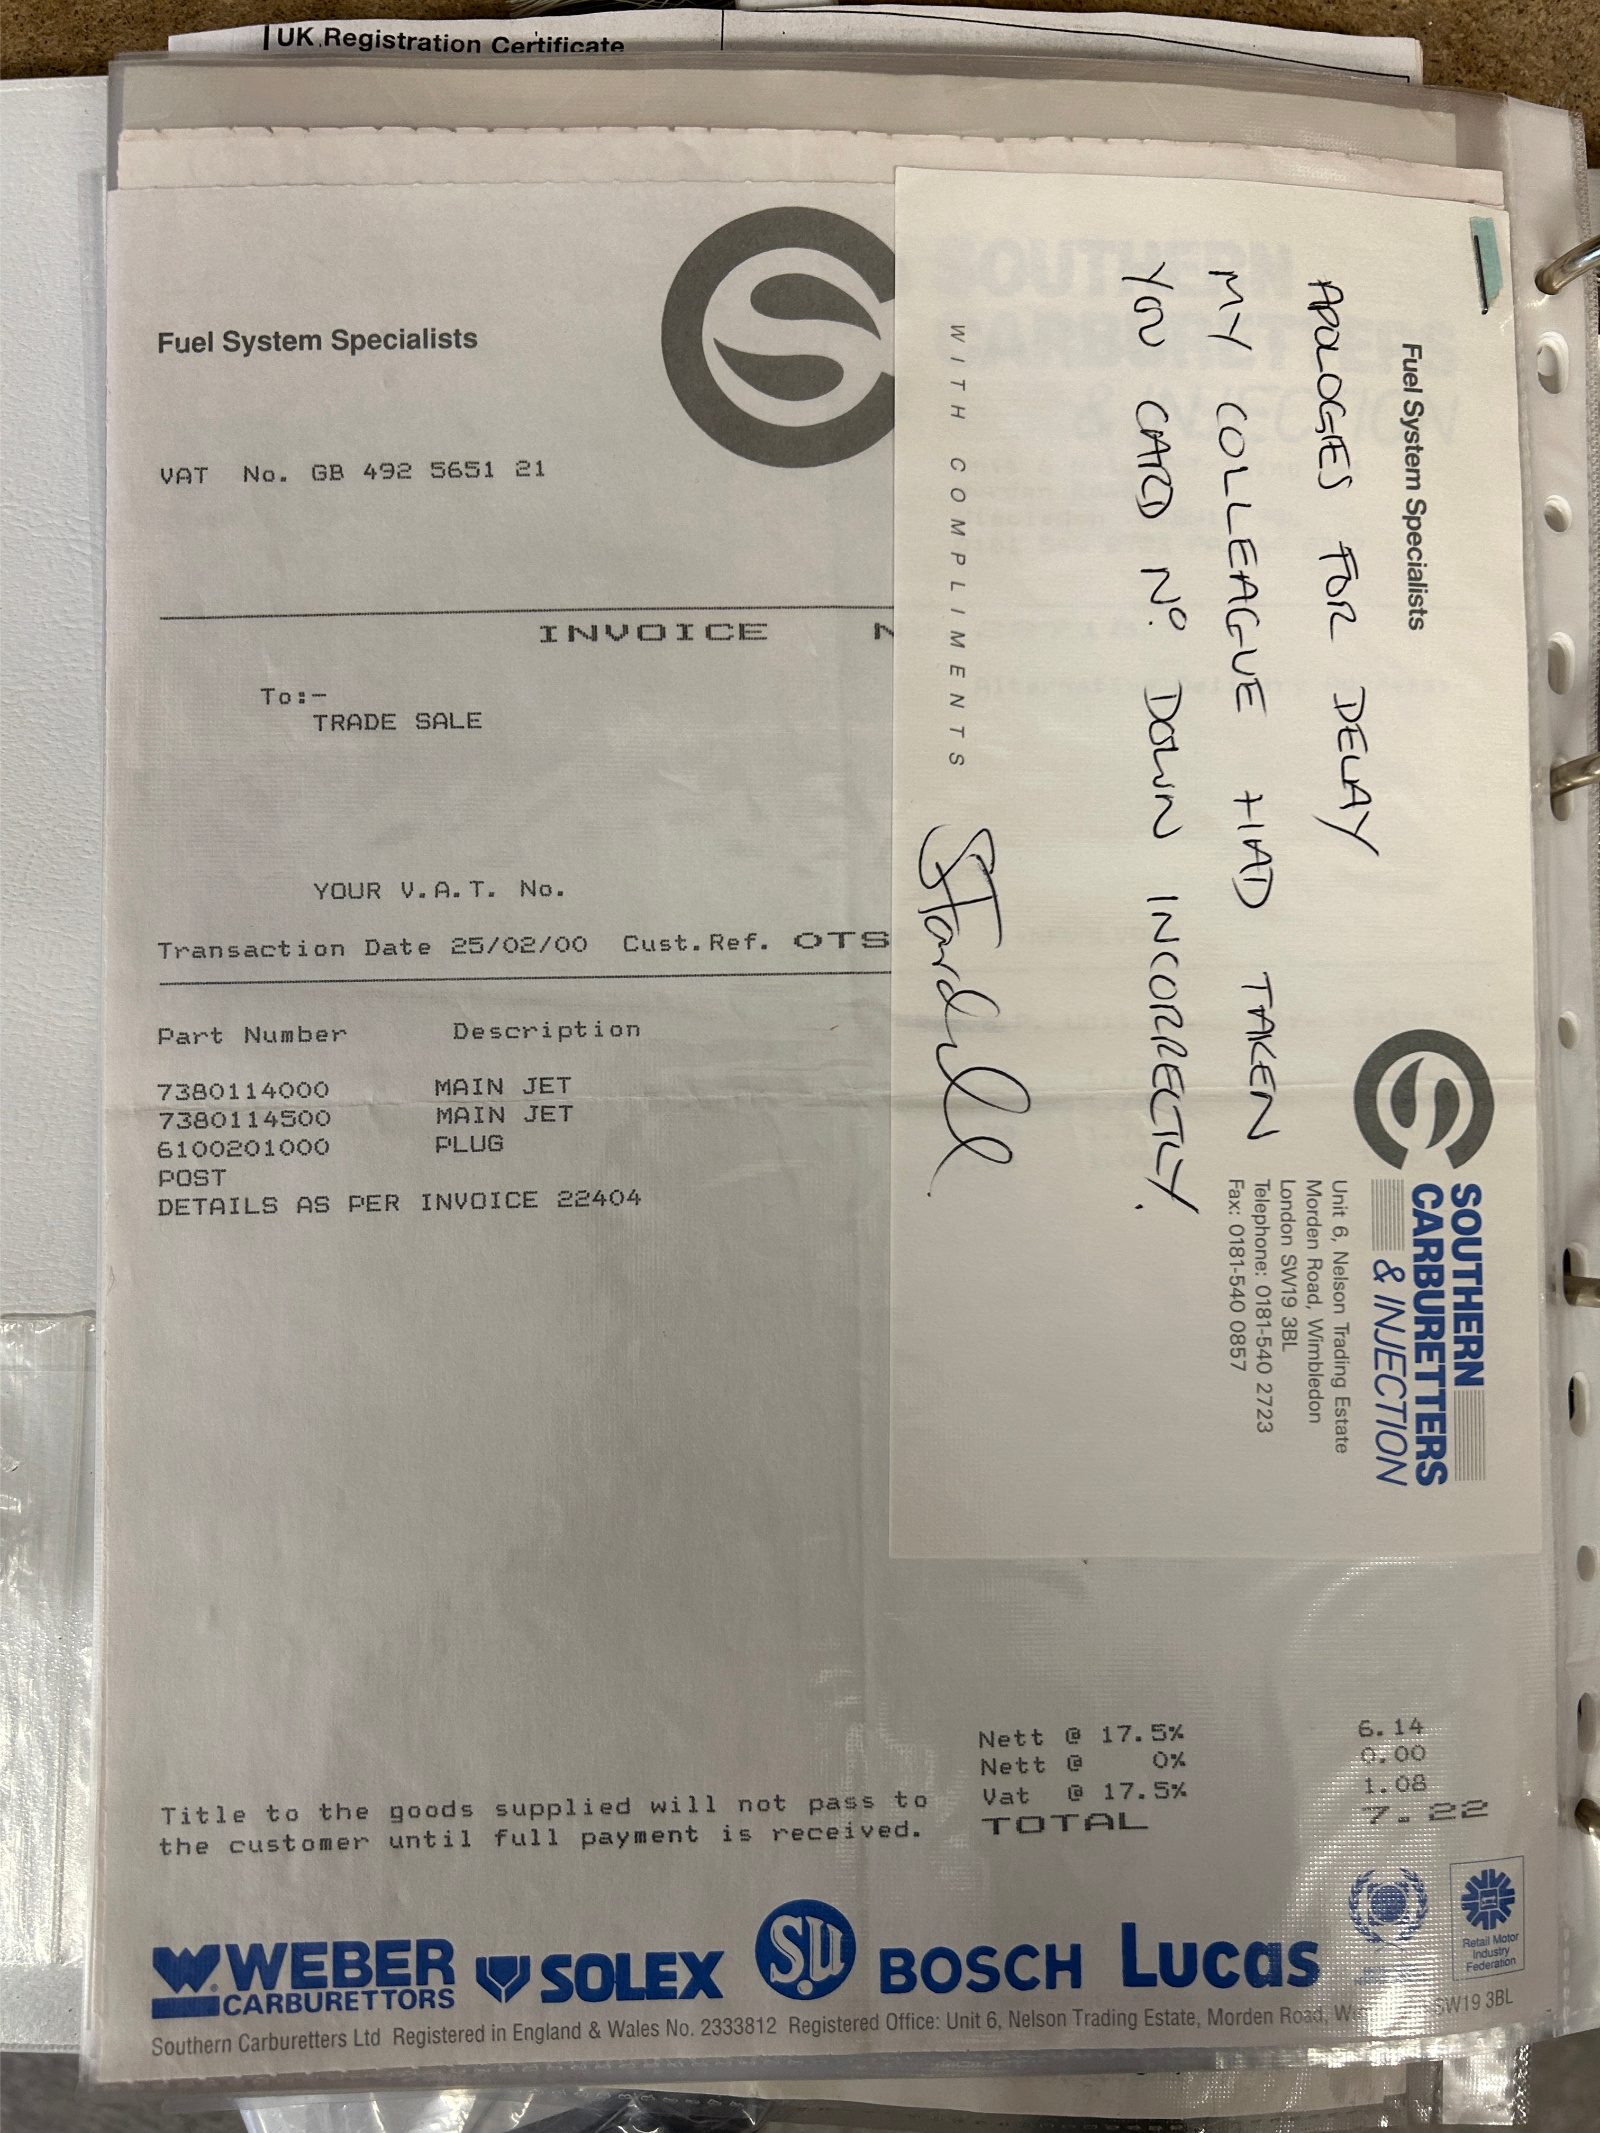 UK Registration Certificate
Fuel System Specialists
VAT No. GB 492 5651 21
INVOICE
To:-
TRADE SALE
YOUR V.A.T. No.
Transaction Date 25/02/00 Cust.Ref. OTS
Part Number Description
7380114000 MAIN JET
7380114500 MAIN JET
6100201000 PLUG
POST
DETAILS AS PER INVOICE 22404
Nett @ 17.5% 6.14
Nett @ 0% 0.00
Vat @ 17.5% 1.08
TOTAL 7.22
Title to the goods supplied will not pass to
the customer until full payment is received.
WEBER
CARBURETTORS
SOLEX
S.U
BOSCH
Lucas
Retail Motor
Industry
Federation
Southern Carburetters Ltd Registered in England & Wales No. 2333812 Registered Office: Unit 6, Nelson Trading Estate, Morden Road, SW19 3BL
Fuel System Specialists
SOUTHERN
CARBURETTERS
& INJECTION
Unit 6, Nelson Trading Estate
Morden Road, Wimbledon
London SW19 3BL
Telephone: 0181-540 2723
Fax: 0181-540 0857
APOLOGIES FOR DELAY
MY COLLEAGUE HAD TAKEN
YOU CARD No. DOWN INCORRECTLY.
WITH COMPLIMENTS